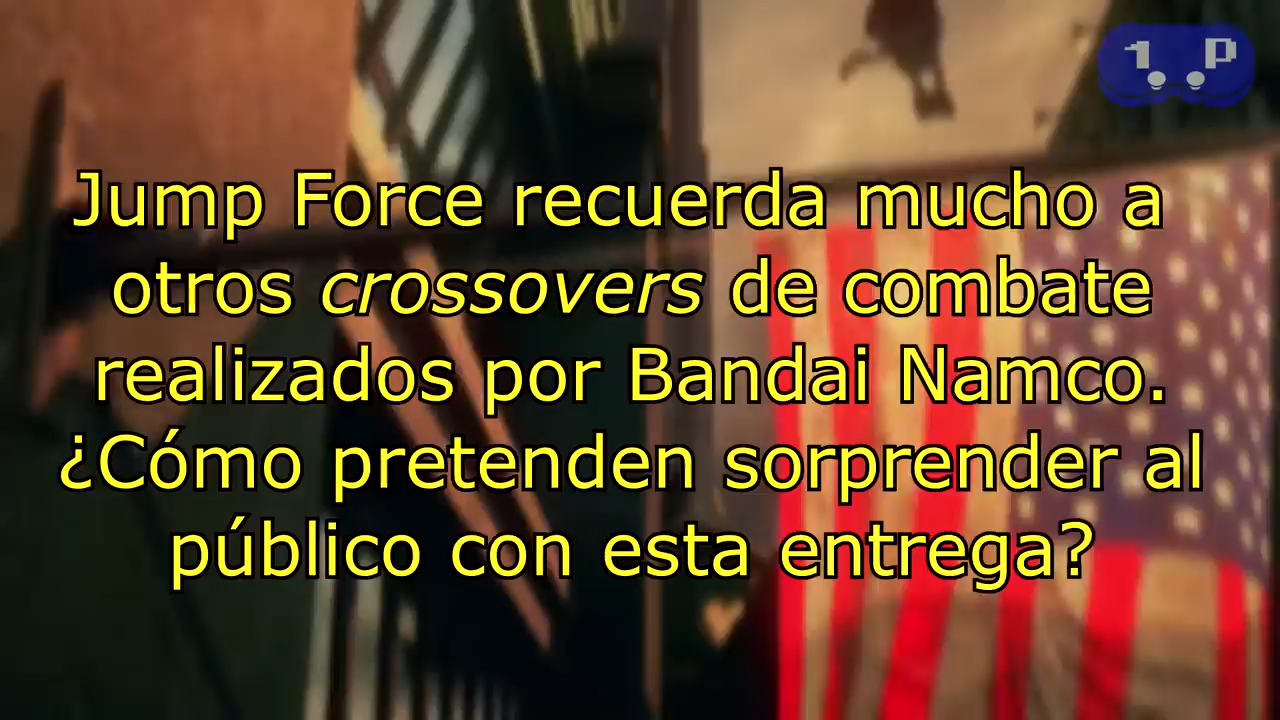 1 P
Jump Force recuerda mucho a
otros crossovers de combate
realizados por Bandai Namco.
¿Cómo pretenden sorprender al
público con esta entrega?